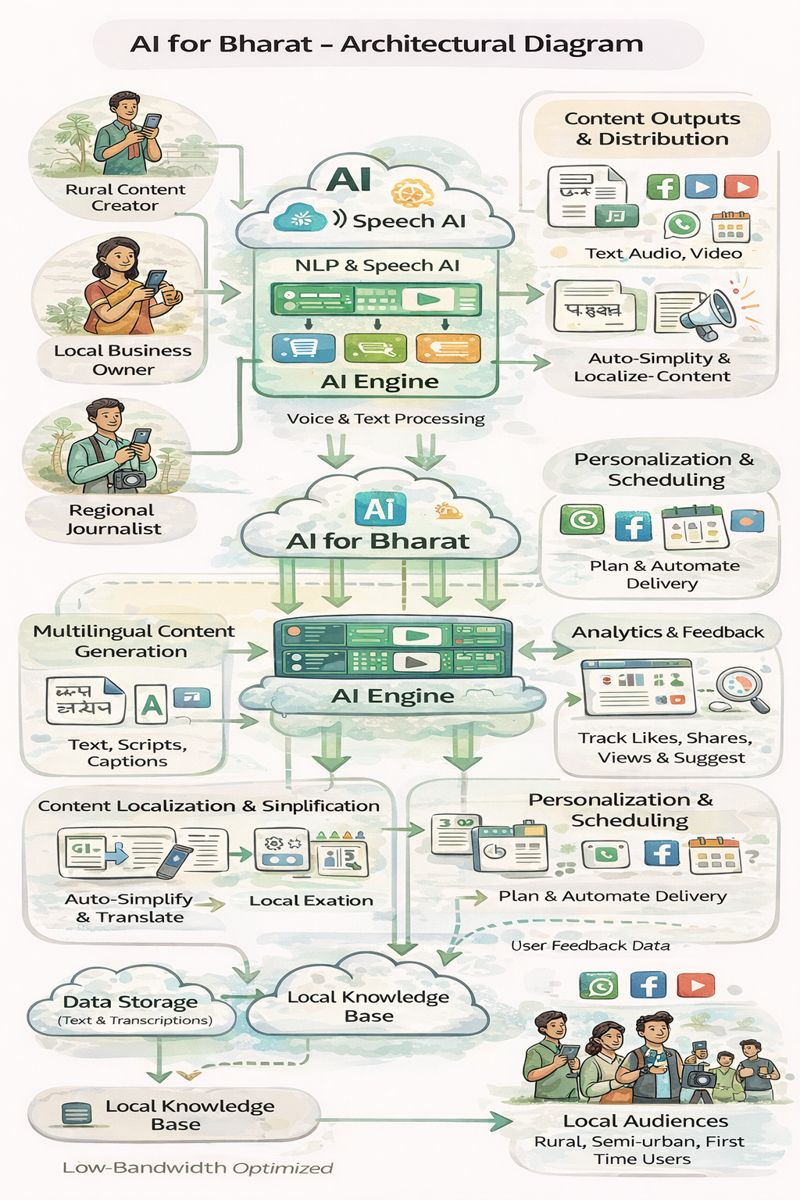 AI for Bharat – Architectural Diagram
Rural Content
Creator
Local Business
Owner
Regional
Journalist
AI
Speech AI
NLP & Speech AI
AI Engine
Voice & Text Processing
Content Outputs
& Distribution
Text Audio, Video
Auto-Simplity &
Localize-Content
AI
AI for Bharat
Personalization &
Scheduling
Plan & Automate
Delivery
Multilingual Content
Generation
A
Text, Scripts,
Captions
AI Engine
Analytics & Feedback
Track Likes, Shares,
Views & Suggest
Content Localization & Sinplification
Auto-Simplify
& Translate
Local Exation
Personalization &
Scheduling
Plan & Automate Delivery
User Feedback Data
Data Storage
(Text & Transcriptions)
Local Knowledge
Base
Local Knowledge
Base
Low-Bandwidth Optimized
Local Audiences
Rural, Semi-urban, First
Time Users